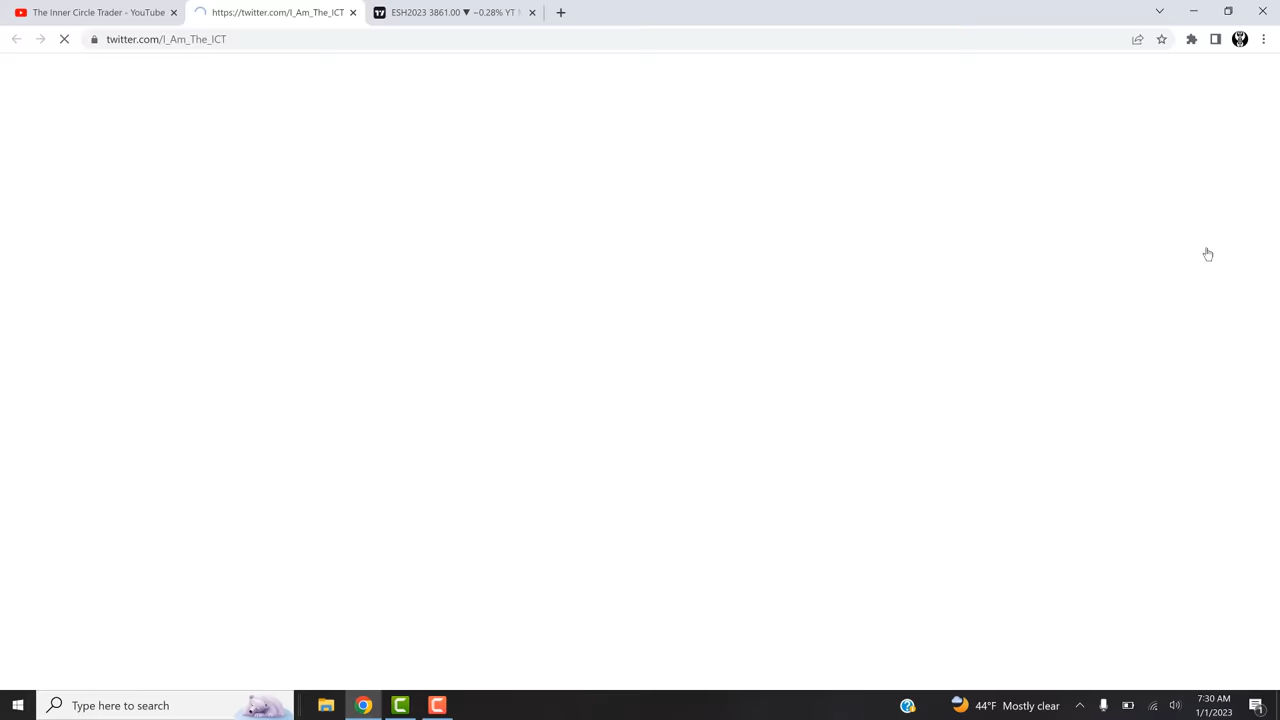 The Inner Circle Trader - YouTube
https://twitter.com/I_Am_The_ICT
ESH2023 3861.00 ▼ −0.28% YT
twitter.com/I_Am_The_ICT
Type here to search
44°F Mostly clear
7:30 AM
1/1/2023
1